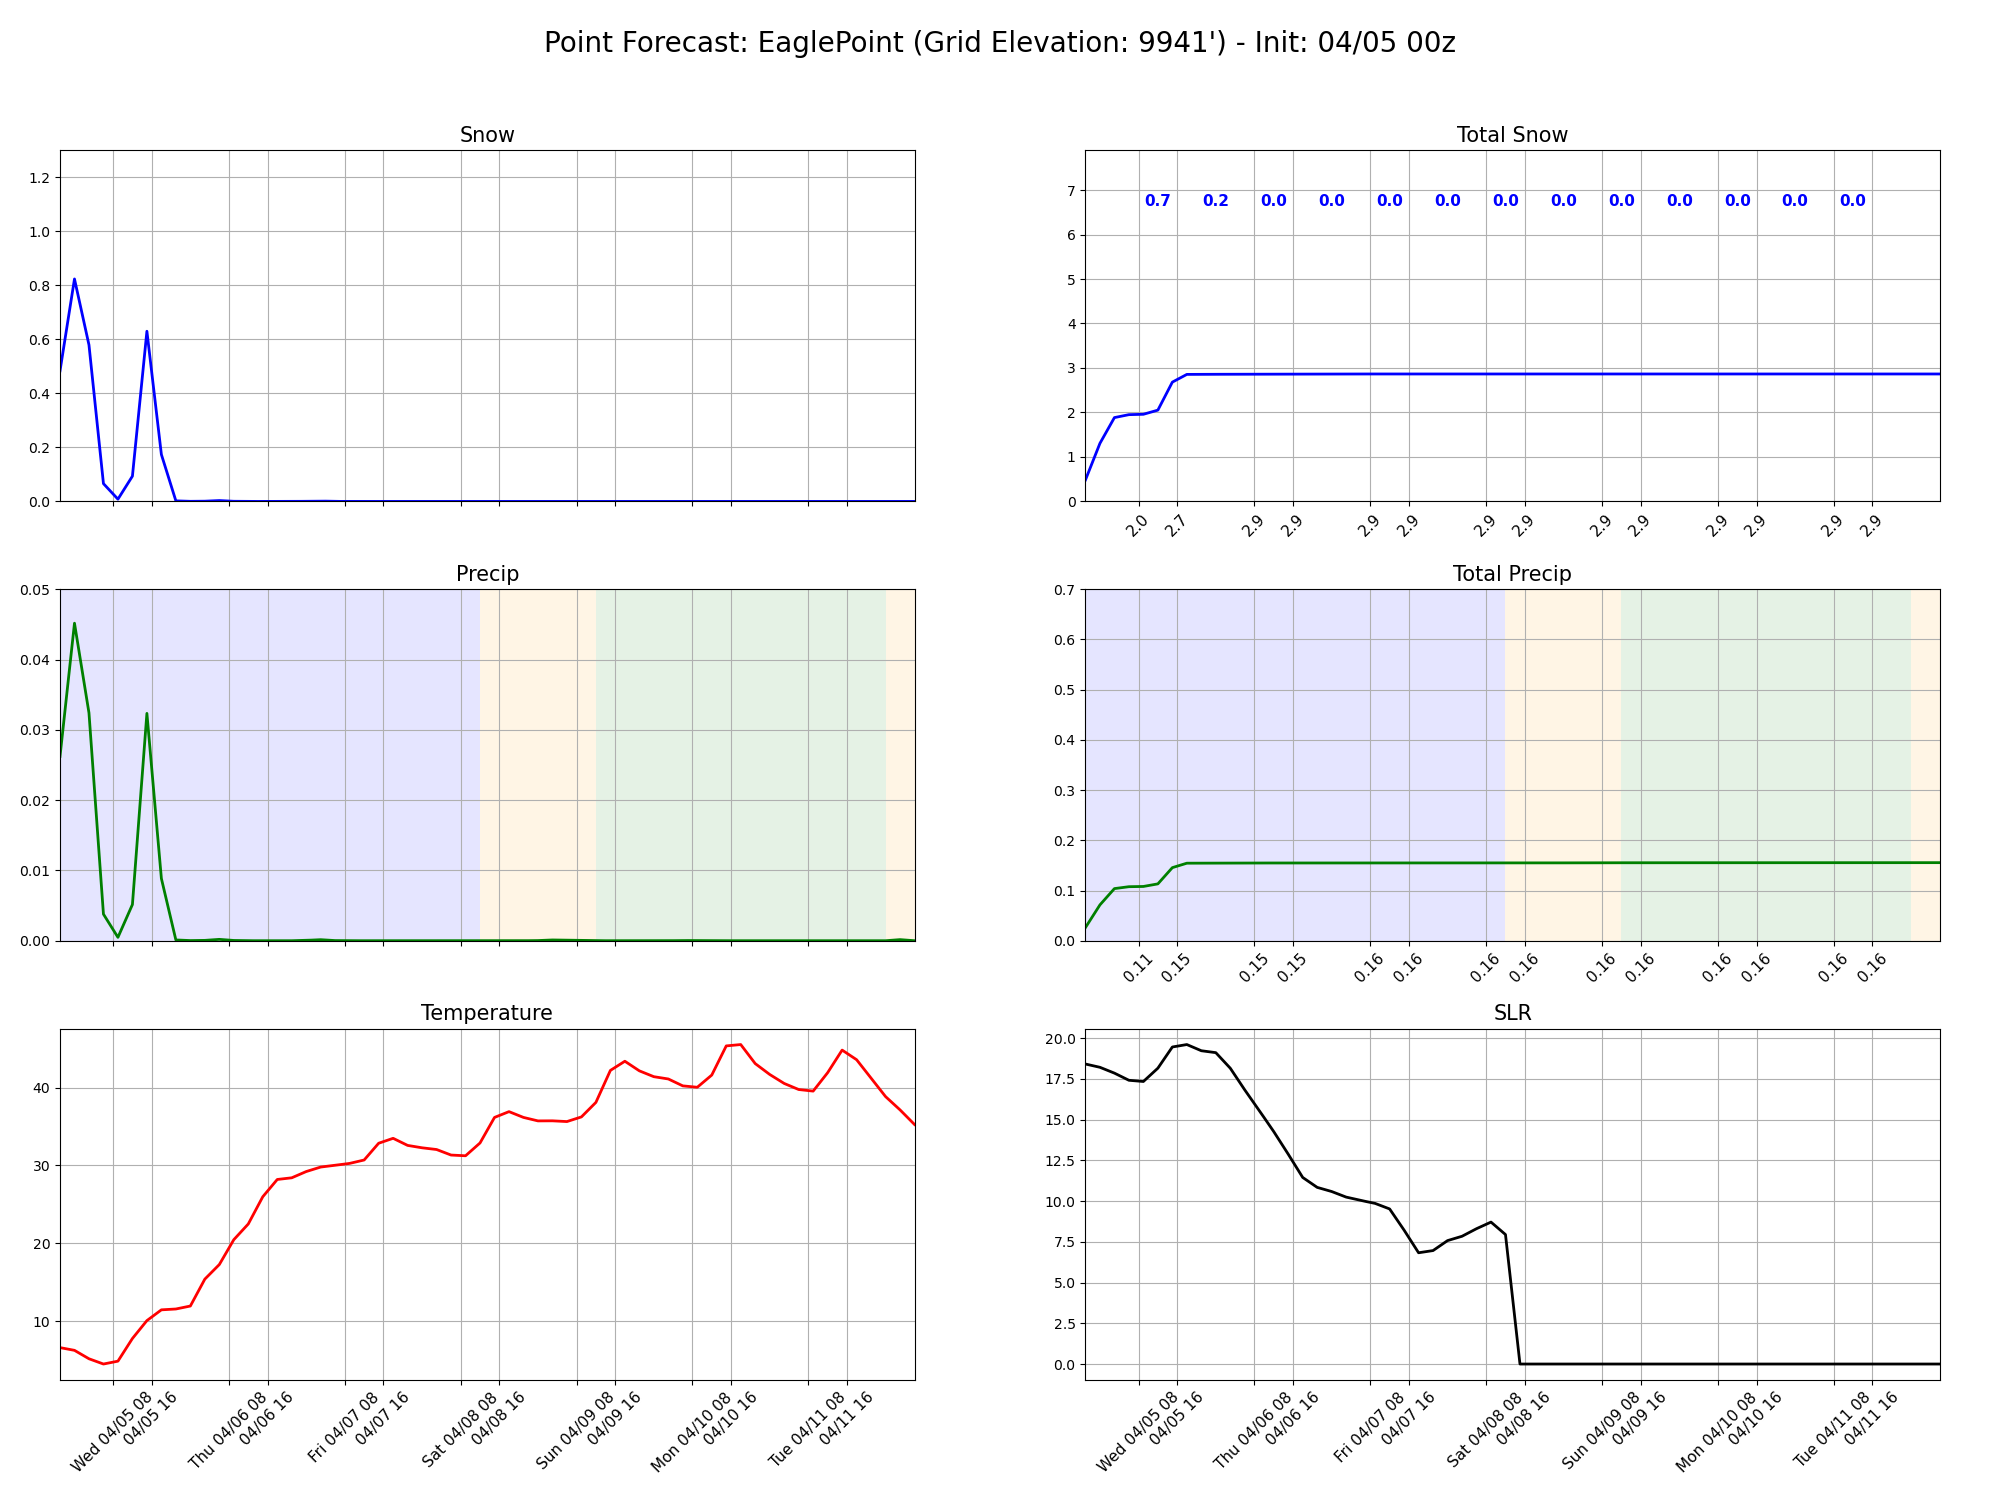 Point Forecast: EaglePoint (Grid Elevation: 9941') - Init: 04/05 00z
Snow
1.2
1.0
0.8
0.6
0.4
0.2
0.0
Total Snow
7
6
5
4
3
2
1
0
0.7 0.2 0.0 0.0 0.0 0.0 0.0 0.0 0.0 0.0 0.0 0.0 0.0
2.0 2.7 2.9 2.9 2.9 2.9 2.9 2.9 2.9 2.9 2.9 2.9 2.9 2.9
Precip
0.05
0.04
0.03
0.02
0.01
0.00
Total Precip
0.7
0.6
0.5
0.4
0.3
0.2
0.1
0.0
0.11 0.15 0.15 0.15 0.16 0.16 0.16 0.16 0.16 0.16 0.16 0.16 0.16 0.16
Temperature
40
30
20
10
Wed 04/05 08
04/05 16
Thu 04/06 08
04/06 16
Fri 04/07 08
04/07 16
Sat 04/08 08
04/08 16
Sun 04/09 08
04/09 16
Mon 04/10 08
04/10 16
Tue 04/11 08
04/11 16
SLR
20.0
17.5
15.0
12.5
10.0
7.5
5.0
2.5
0.0
Wed 04/05 08
04/05 16
Thu 04/06 08
04/06 16
Fri 04/07 08
04/07 16
Sat 04/08 08
04/08 16
Sun 04/09 08
04/09 16
Mon 04/10 08
04/10 16
Tue 04/11 08
04/11 16